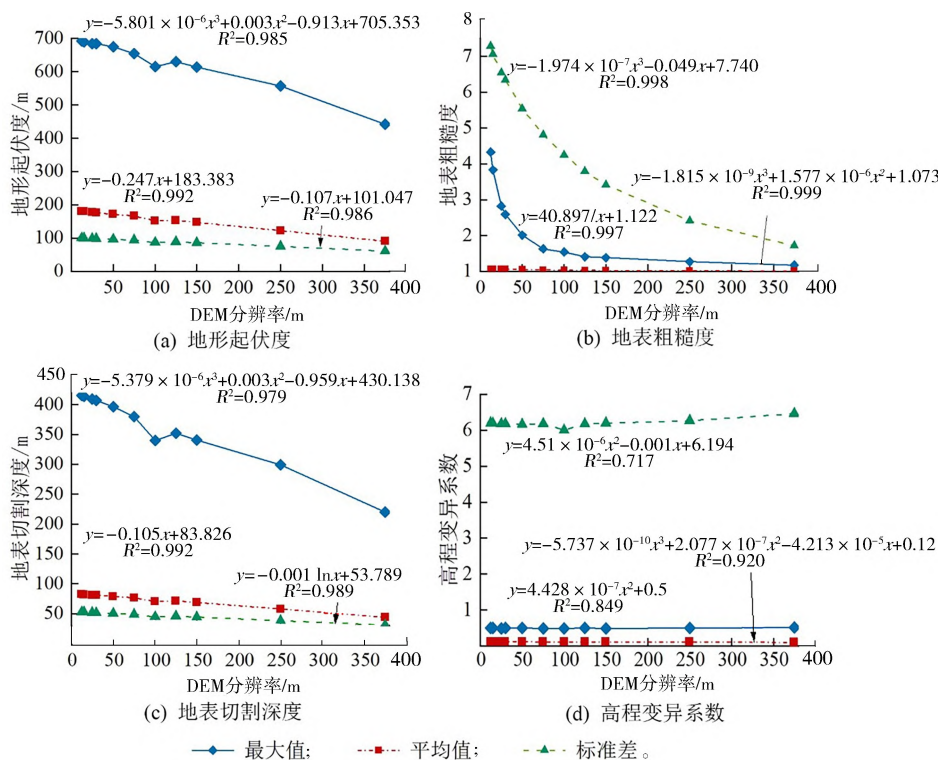 y=−5.801 × 10⁻⁶x³+0.003x²−0.913x+705.353
R²=0.985
700
600
500
400
300
200
100
0
地形起伏度/m
y=−0.247x+183.383
R²=0.992
y=−0.107x+101.047
R²=0.986
50 100 150 200 250 300 350 400
DEM分辨率/m
(a) 地形起伏度
8
7
6
5
4
3
2
1
地表粗糙度
y=−1.974 × 10⁻⁷x³−0.049x+7.740
R²=0.998
y=−1.815 × 10⁻⁹x³+1.577 × 10⁻⁶x²+1.073
R²=0.999
y=40.897/x+1.122
R²=0.997
0 50 100 150 200 250 300 350 400
DEM分辨率/m
(b) 地表粗糙度
450
400
350
300
250
200
150
100
50
地表切割深度/m
y=−5.379 × 10⁻⁶x³+0.003x²−0.959x+430.138
R²=0.979
y=−0.105x+83.826
R²=0.992
y=−0.001 lnx+53.789
R²=0.989
0 50 100 150 200 250 300 350 400
DEM分辨率/m
(c) 地表切割深度
7
6
5
4
3
2
1
高程变异系数
y=4.51 × 10⁻⁶x²−0.001x+6.194
R²=0.717
y=−5.737 × 10⁻¹⁰x³+2.077 × 10⁻⁷x²−4.213 × 10⁻⁵x+0.12
R²=0.920
y=4.428 × 10⁻⁷x²+0.5
R²=0.849
0 50 100 150 200 250 300 350 400
DEM分辨率/m
(d) 高程变异系数
最大值; 平均值; 标准差。